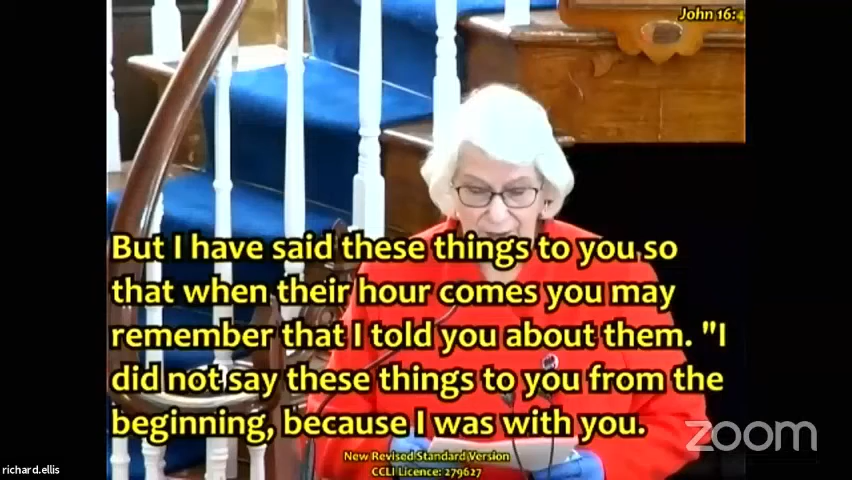 John 16:4
But I have said these things to you so
that when their hour comes you may
remember that I told you about them. "I
did not say these things to you from the
beginning, because I was with you.
zoom
New Revised Standard Version
CCLI Licence: 279627
richard.ellis